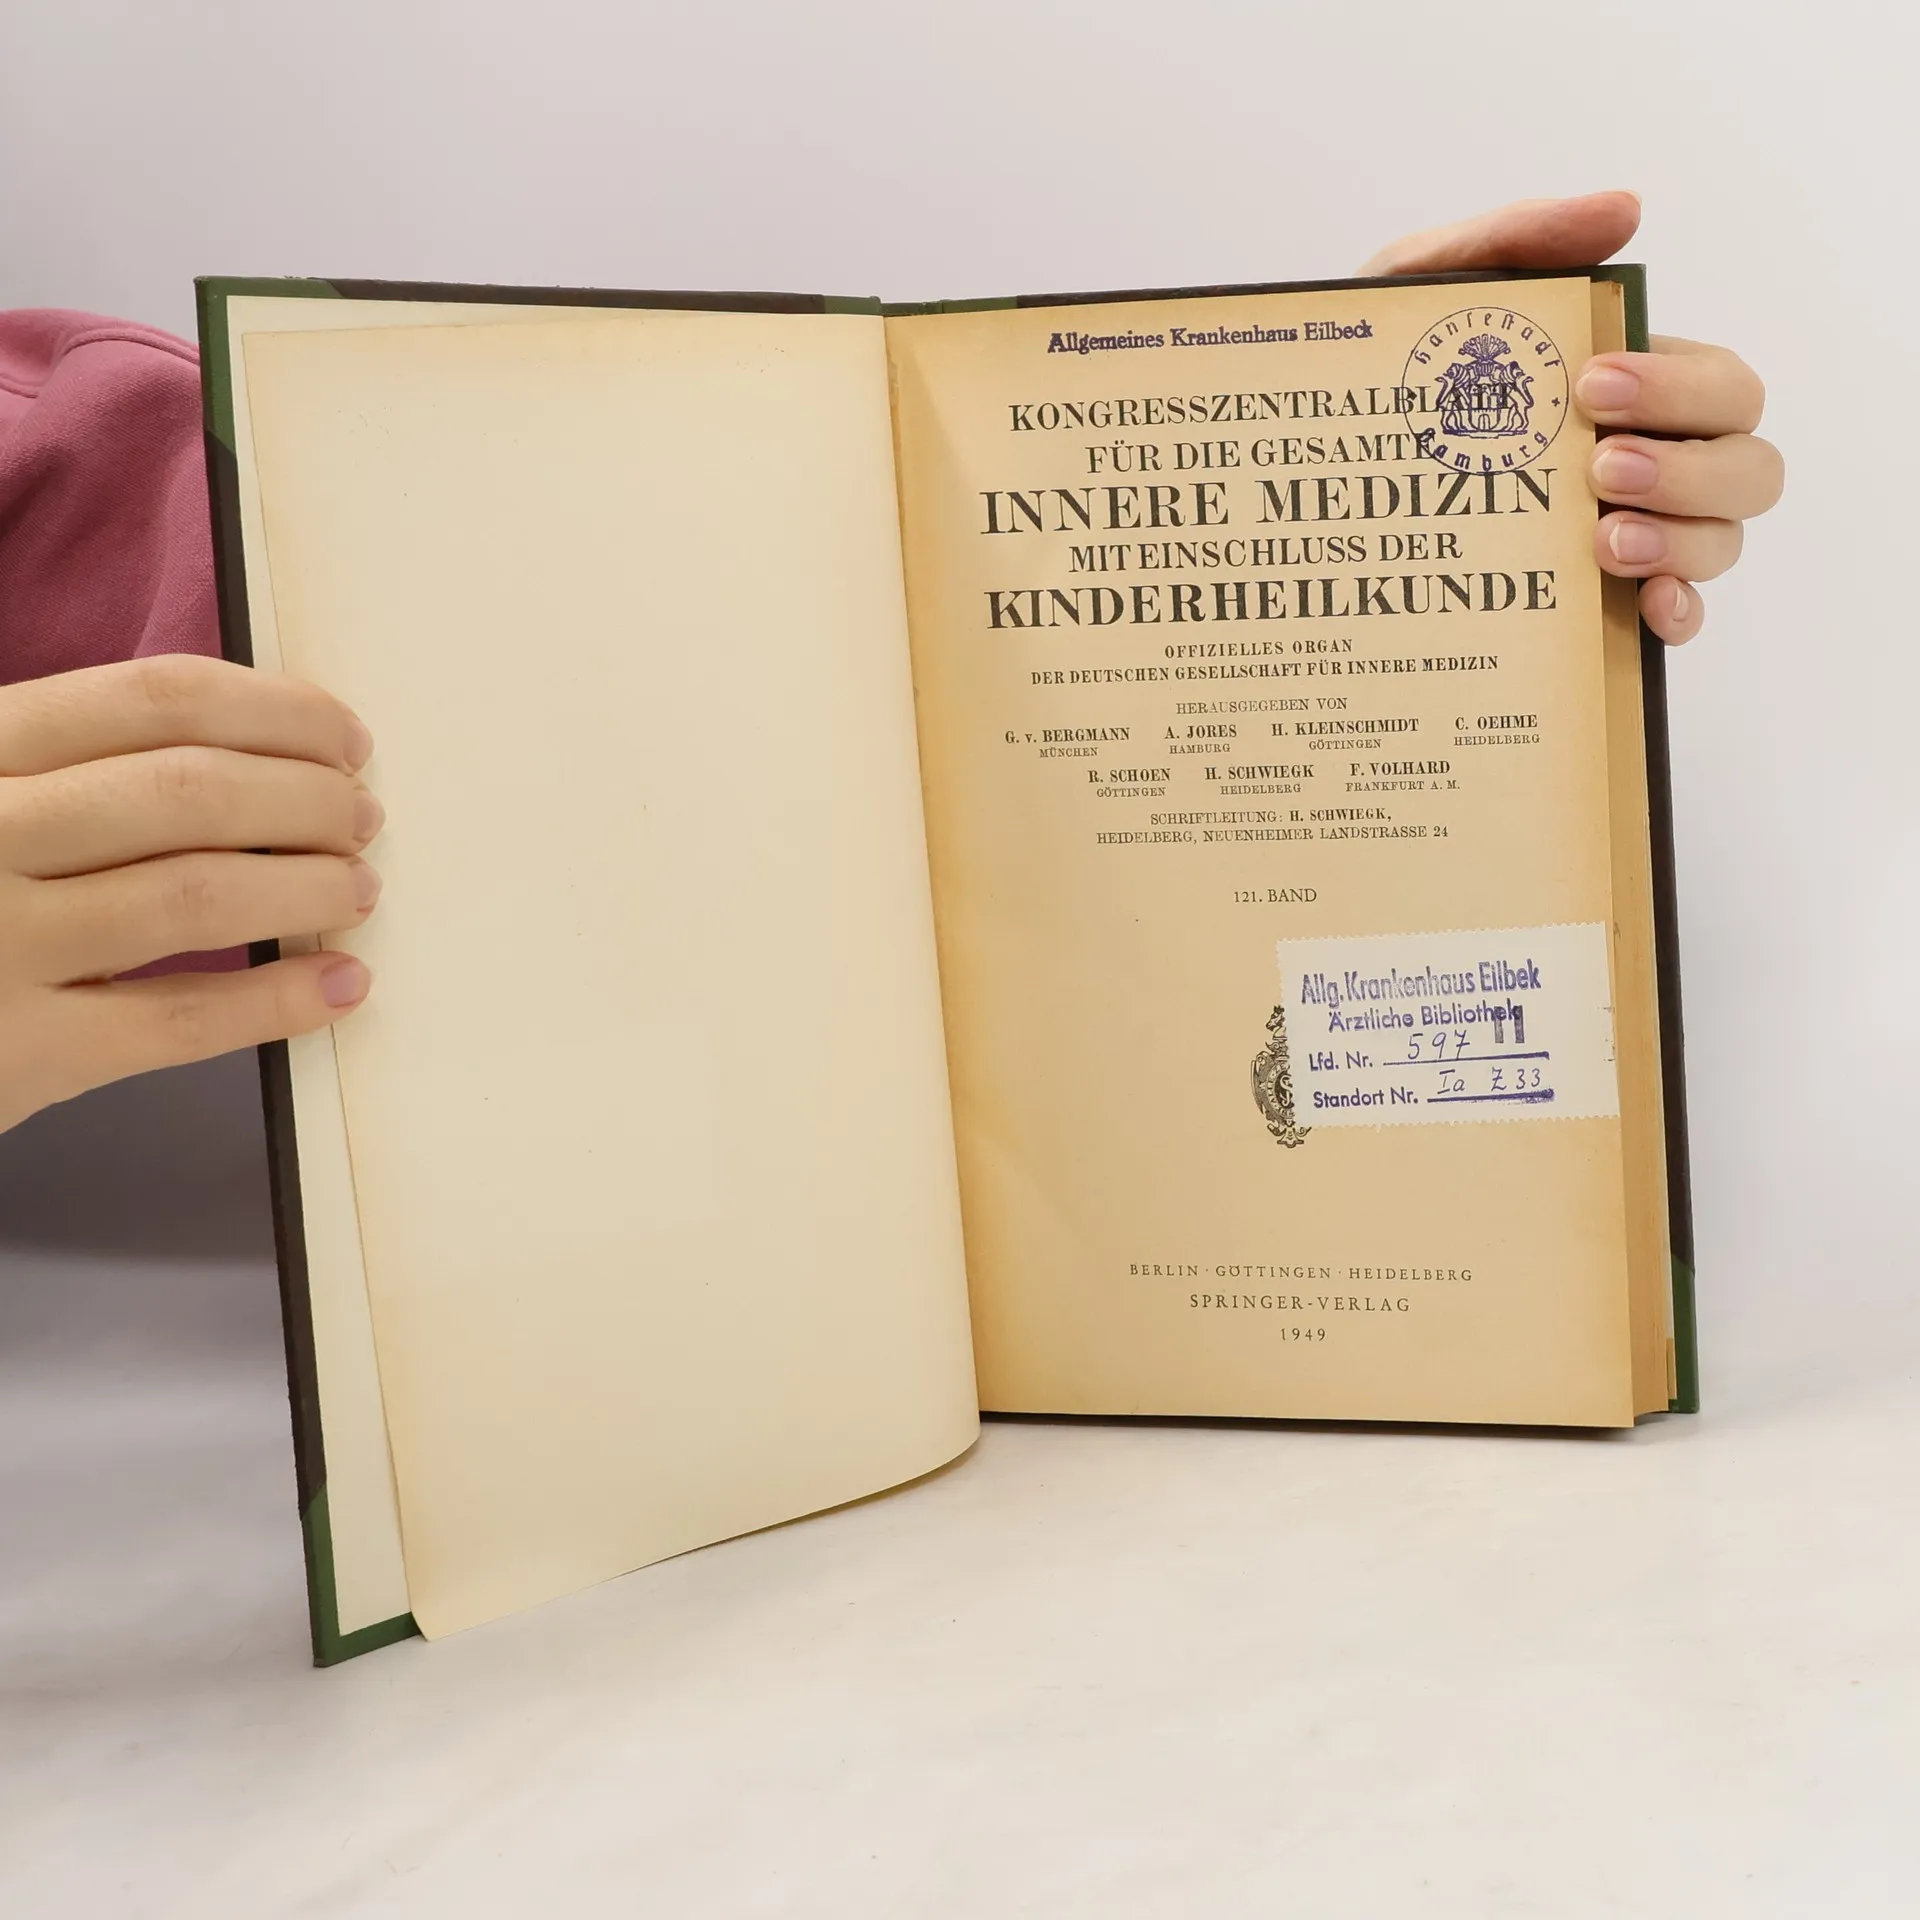 Allgemeines Krankenhaus Eilbeck
Hansestadt Hamburg
KONGRESSZENTRALBLATT
FÜR DIE GESAMTE
INNERE MEDIZIN
MIT EINSCHLUSS DER
KINDERHEILKUNDE
OFFIZIELLES ORGAN
DER DEUTSCHEN GESELLSCHAFT FÜR INNERE MEDIZIN
HERAUSGEGEBEN VON
G. v. BERGMANN A. JORES H. KLEINSCHMIDT C. OEHME
MÜNCHEN HAMBURG GÖTTINGEN HEIDELBERG
R. SCHOEN H. SCHWIEGK F. VOLHARD
GÖTTINGEN HEIDELBERG FRANKFURT A. M.
SCHRIFTLEITUNG: H. SCHWIEGK,
HEIDELBERG, NEUENHEIMER LANDSTRASSE 24
121. BAND
Allg. Krankenhaus Eilbek
Ärztliche Bibliothek
Lfd. Nr. 597 II
Standort Nr. Ia Z 33
BERLIN · GÖTTINGEN · HEIDELBERG
SPRINGER-VERLAG
1949